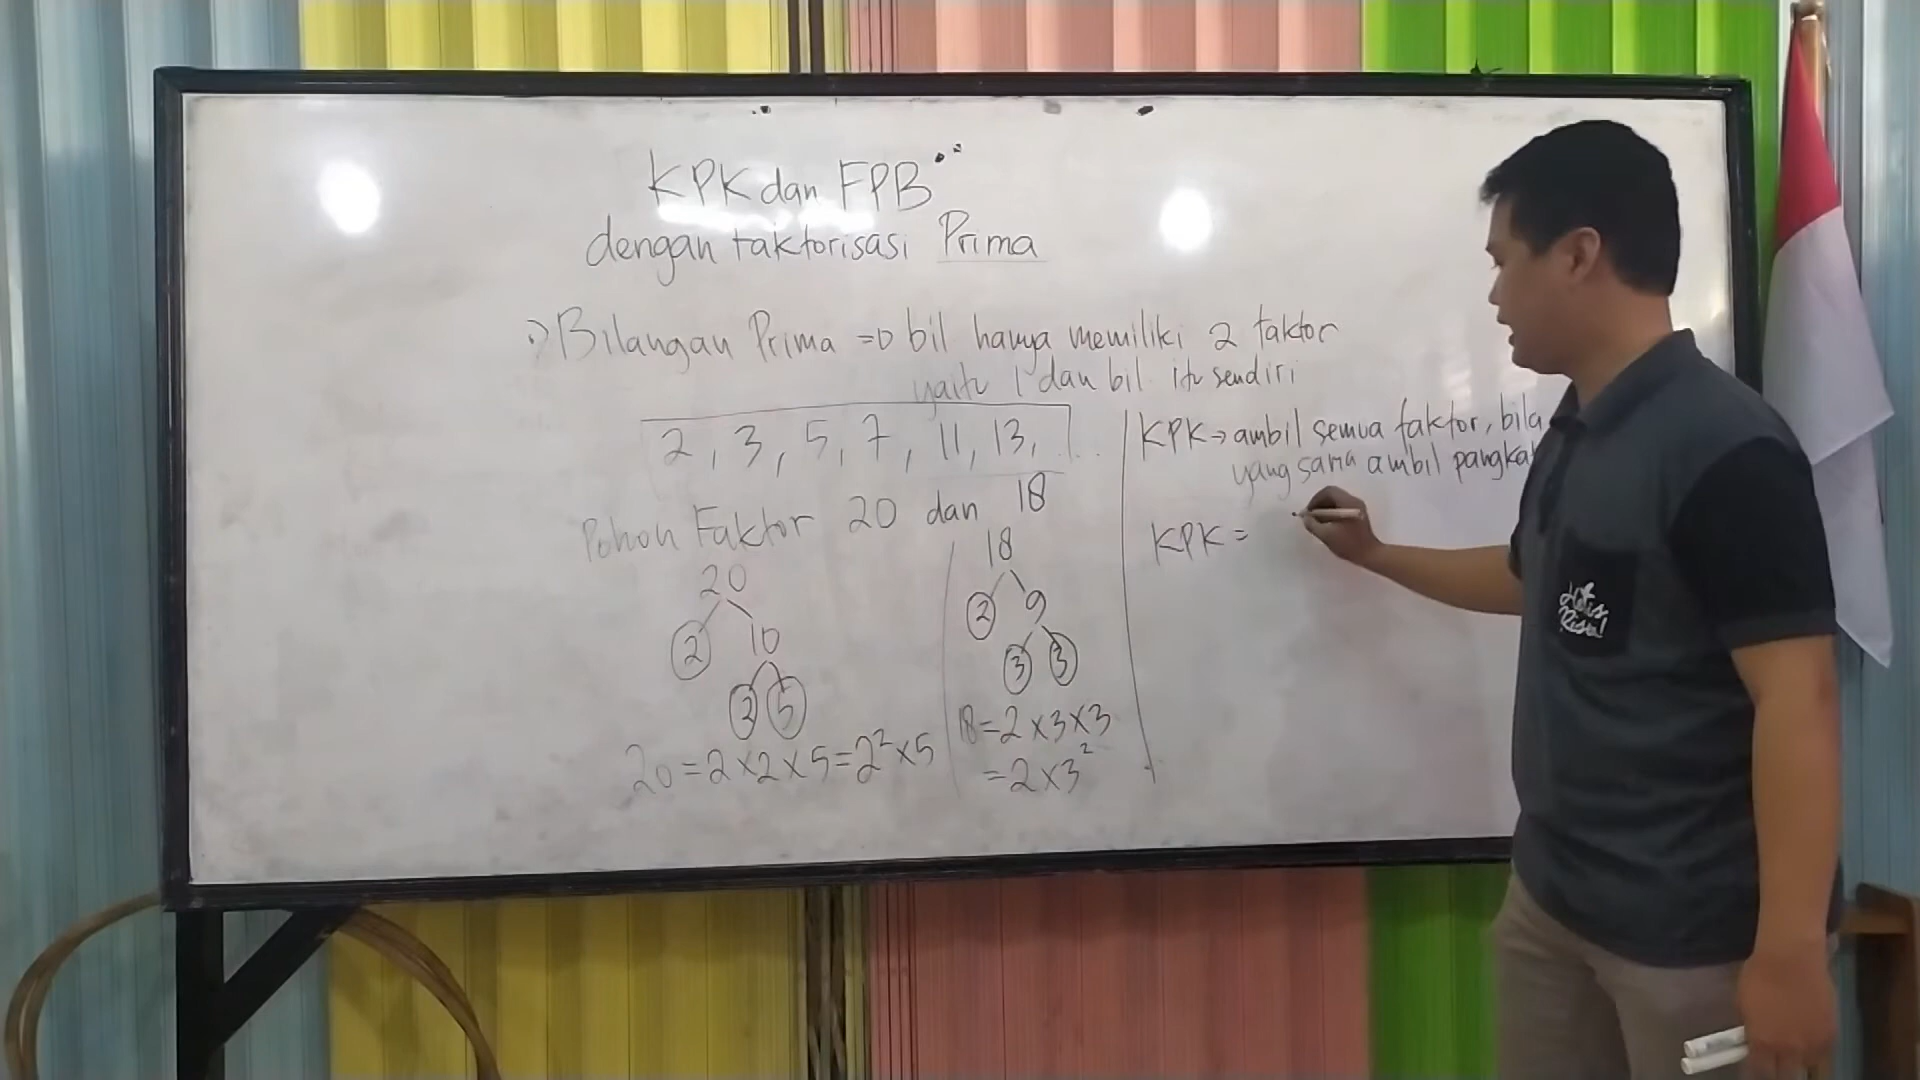 KPK dan FPB
dengan faktorisasi Prima
Bilangan Prima => bil hanya memiliki 2 faktor
yaitu 1 dan bil. itu sendiri
2, 3, 5, 7, 11, 13, ...
Pohon Faktor 20 dan 18
20
2 10
2 5
20 = 2 x 2 x 5 = 2² x 5
18
2 9
3 3
18 = 2 x 3 x 3
= 2 x 3²
KPK → ambil semua faktor, bila
yang sama ambil pangkat
KPK =